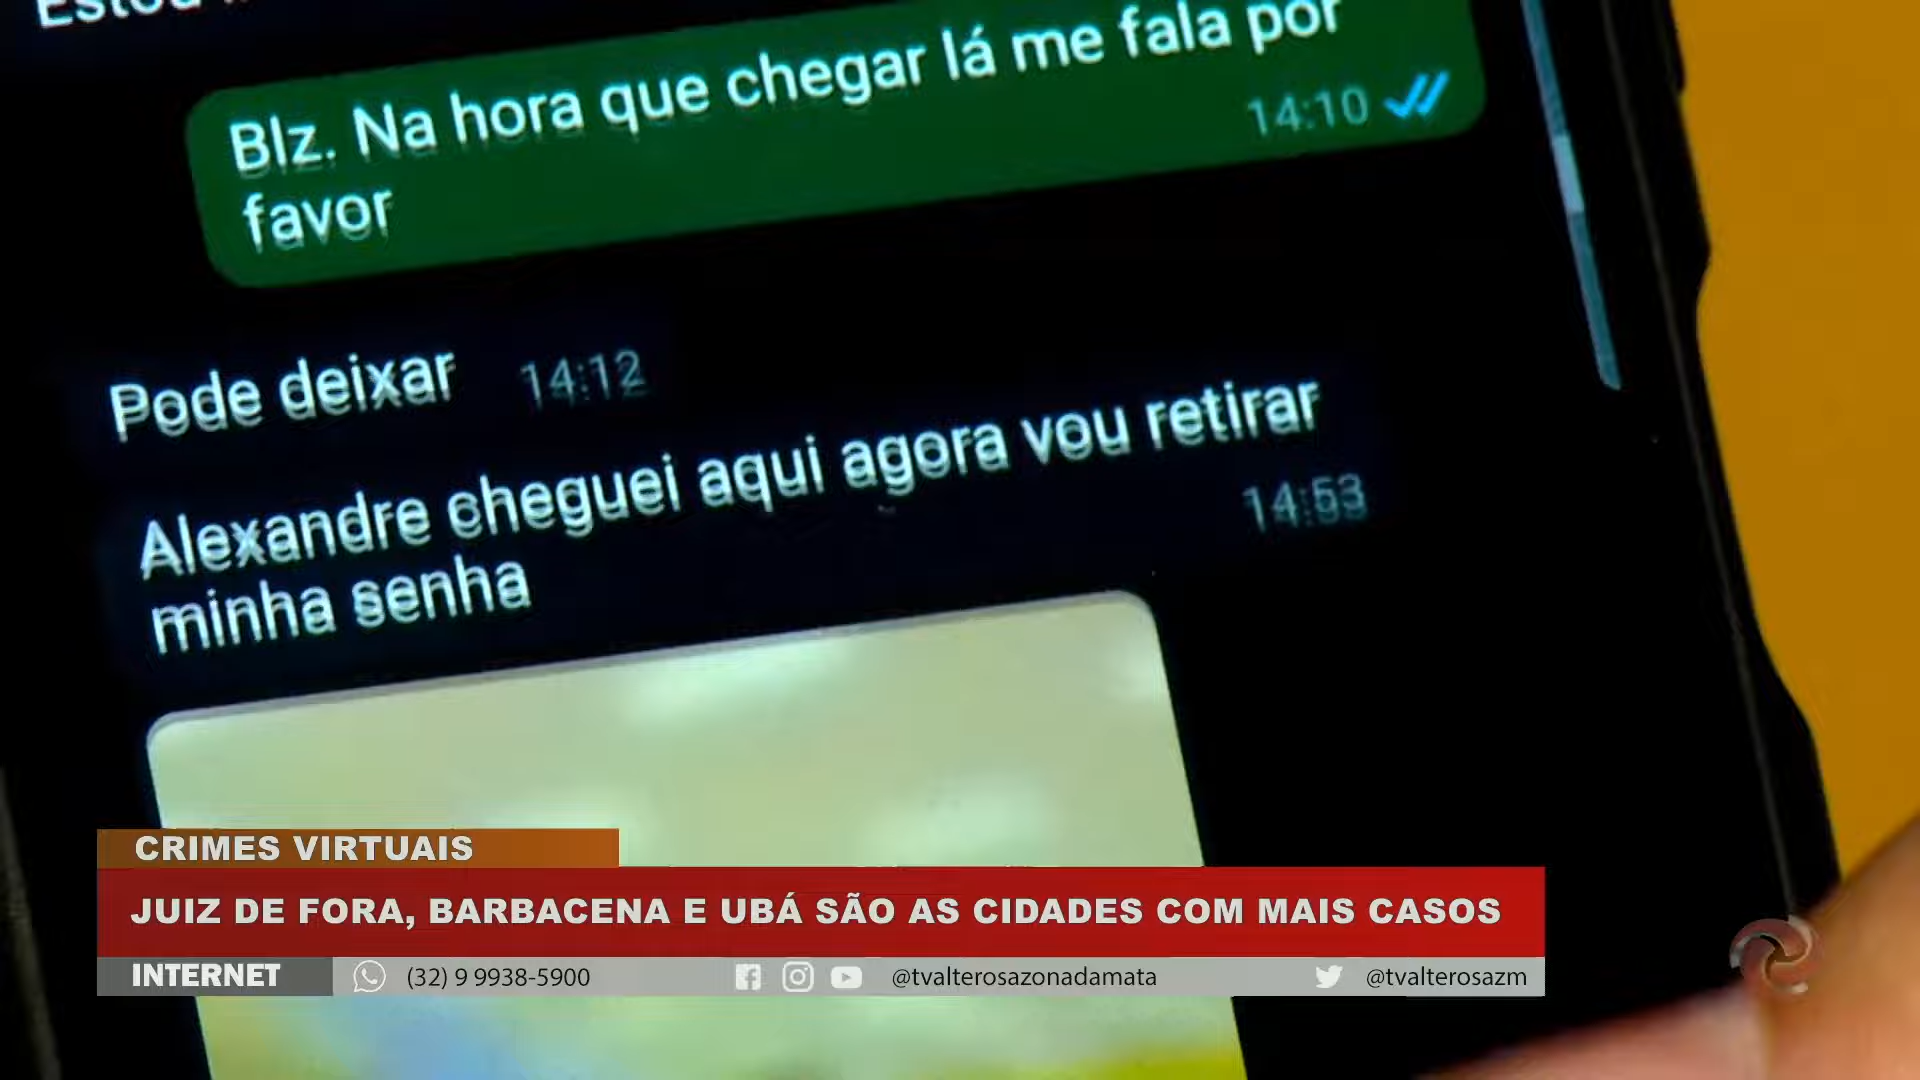 Estou
Blz. Na hora que chegar lá me fala por
favor
14:10
Pode deixar 14:12
Alexandre cheguei aqui agora vou retirar
minha senha
14:53
CRIMES VIRTUAIS
JUIZ DE FORA, BARBACENA E UBÁ SÃO AS CIDADES COM MAIS CASOS
INTERNET (32) 9 9938-5900 @tvalterosazonadamata @tvalterosazm